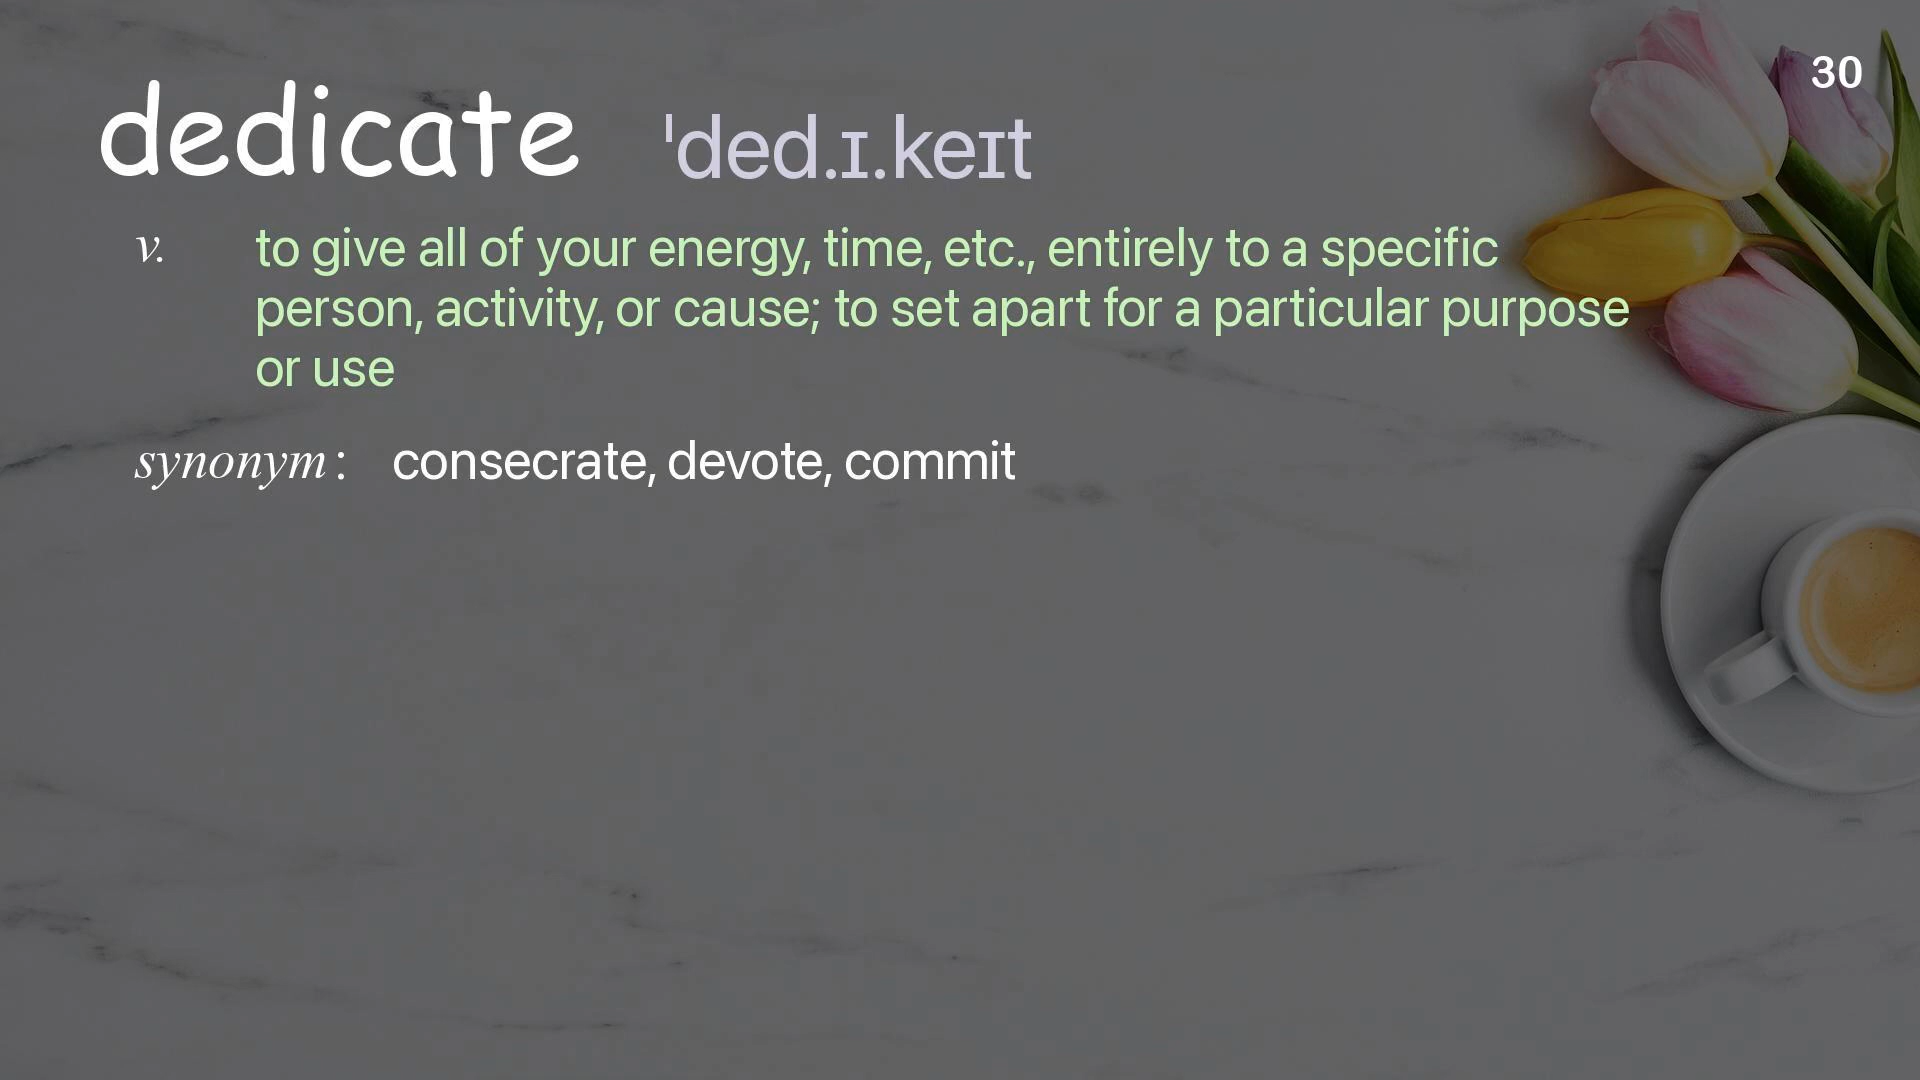 30
dedicate ˈded.ɪ.keɪt
v. to give all of your energy, time, etc., entirely to a specific
person, activity, or cause; to set apart for a particular purpose
or use
synonym : consecrate, devote, commit